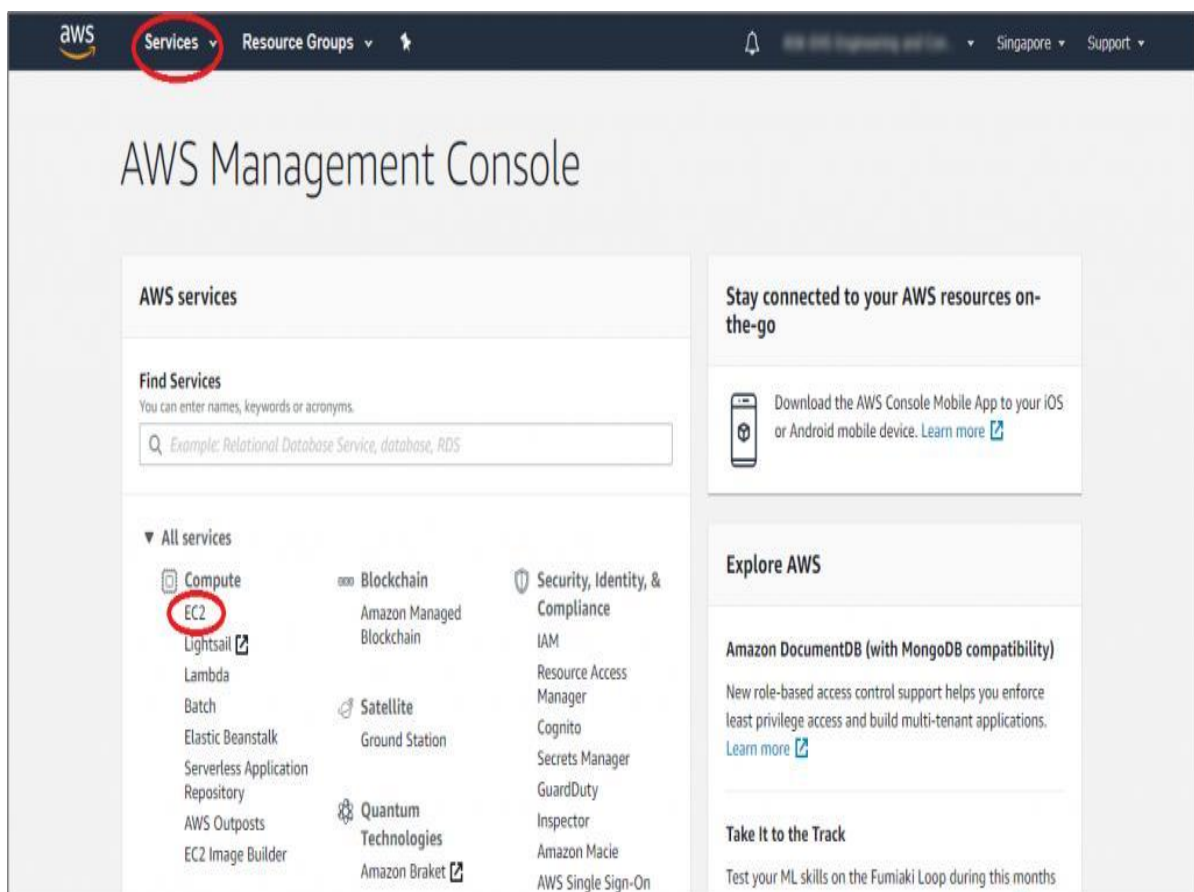 aws Services Resource Groups Singapore Support
AWS Management Console
AWS services
Find Services
You can enter names, keywords or acronyms.
Example: Relational Database Service, database, RDS
All services
Compute
EC2
Lightsail
Lambda
Batch
Elastic Beanstalk
Serverless Application
Repository
AWS Outposts
EC2 Image Builder
Blockchain
Amazon Managed
Blockchain
Satellite
Ground Station
Quantum
Technologies
Amazon Braket
Security, Identity, &
Compliance
IAM
Resource Access
Manager
Cognito
Secrets Manager
GuardDuty
Inspector
Amazon Macie
AWS Single Sign-On
Stay connected to your AWS resources on-
the-go
Download the AWS Console Mobile App to your iOS
or Android mobile device. Learn more
Explore AWS
Amazon DocumentDB (with MongoDB compatibility)
New role-based access control support helps you enforce
least privilege access and build multi-tenant applications.
Learn more
Take It to the Track
Test your ML skills on the Fumiaki Loop during this months